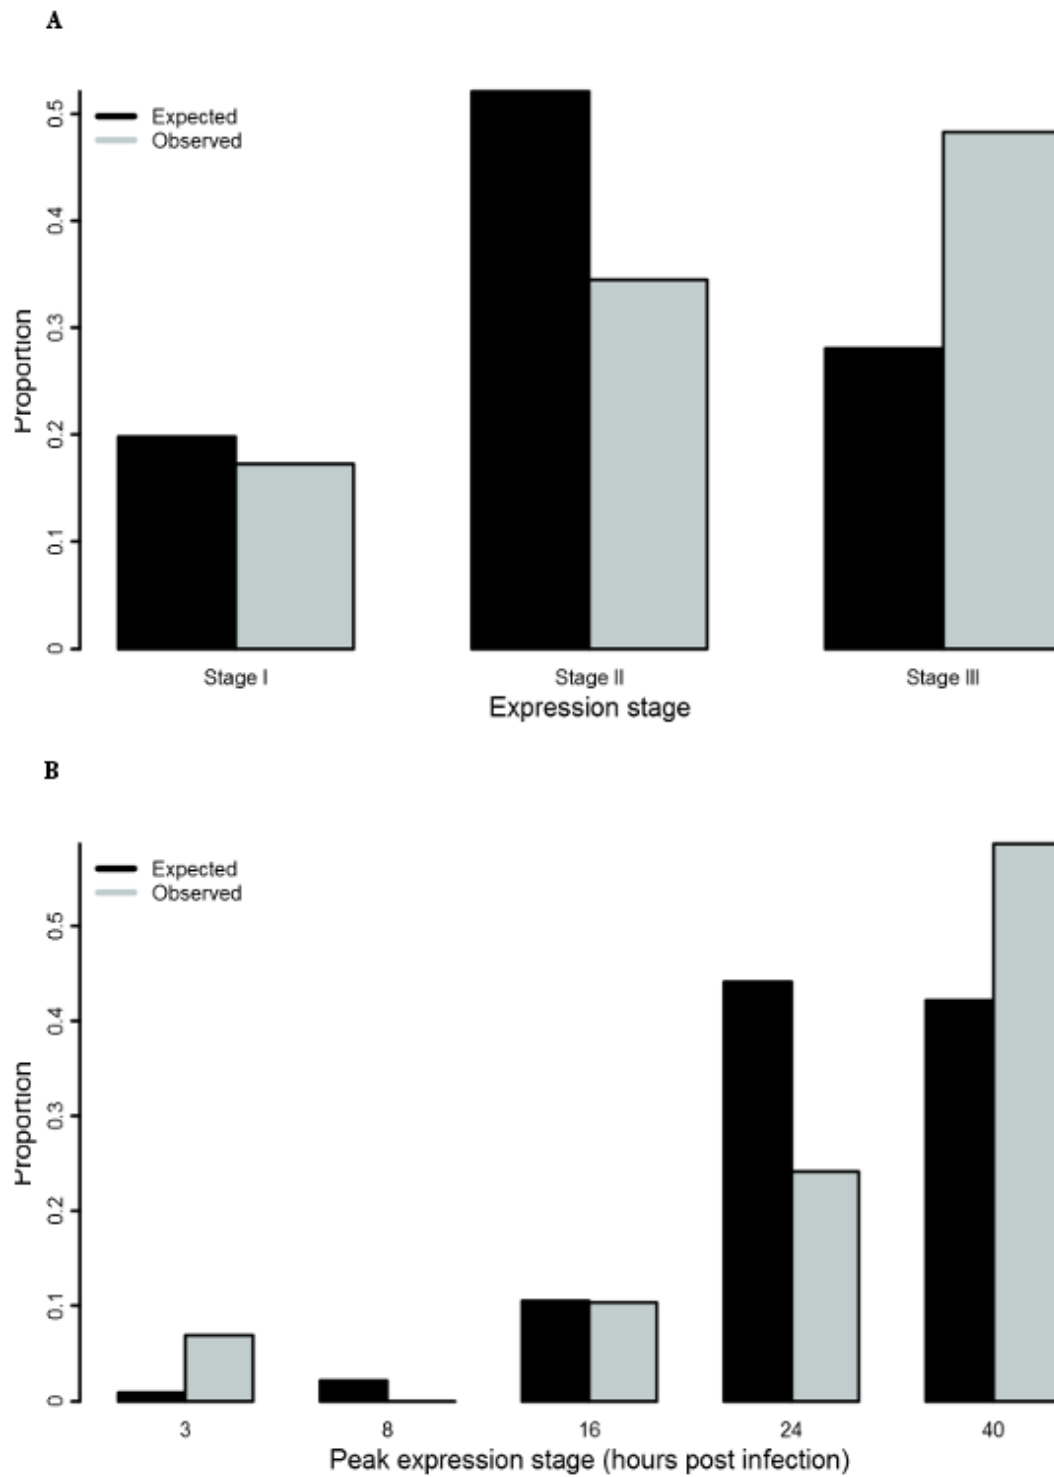 A
Expected
Observed
0.5
0.4
0.3
0.2
0.1
0
Proportion
Stage I
Stage II
Stage III
Expression stage
B
Expected
Observed
0.5
0.4
0.3
0.2
0.1
0
Proportion
3
8
16
24
40
Peak expression stage (hours post infection)